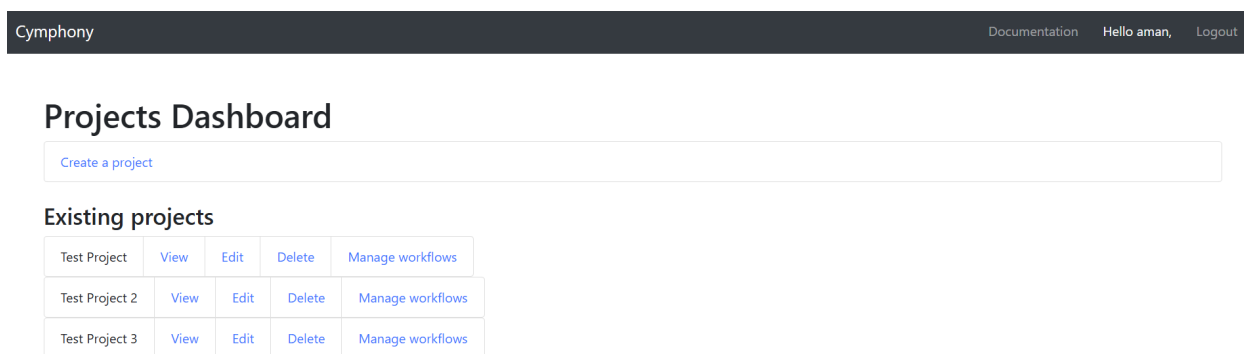 Cymphony Documentation Hello aman, Logout
Projects Dashboard
Create a project
Existing projects
Test Project View Edit Delete Manage workflows
Test Project 2 View Edit Delete Manage workflows
Test Project 3 View Edit Delete Manage workflows